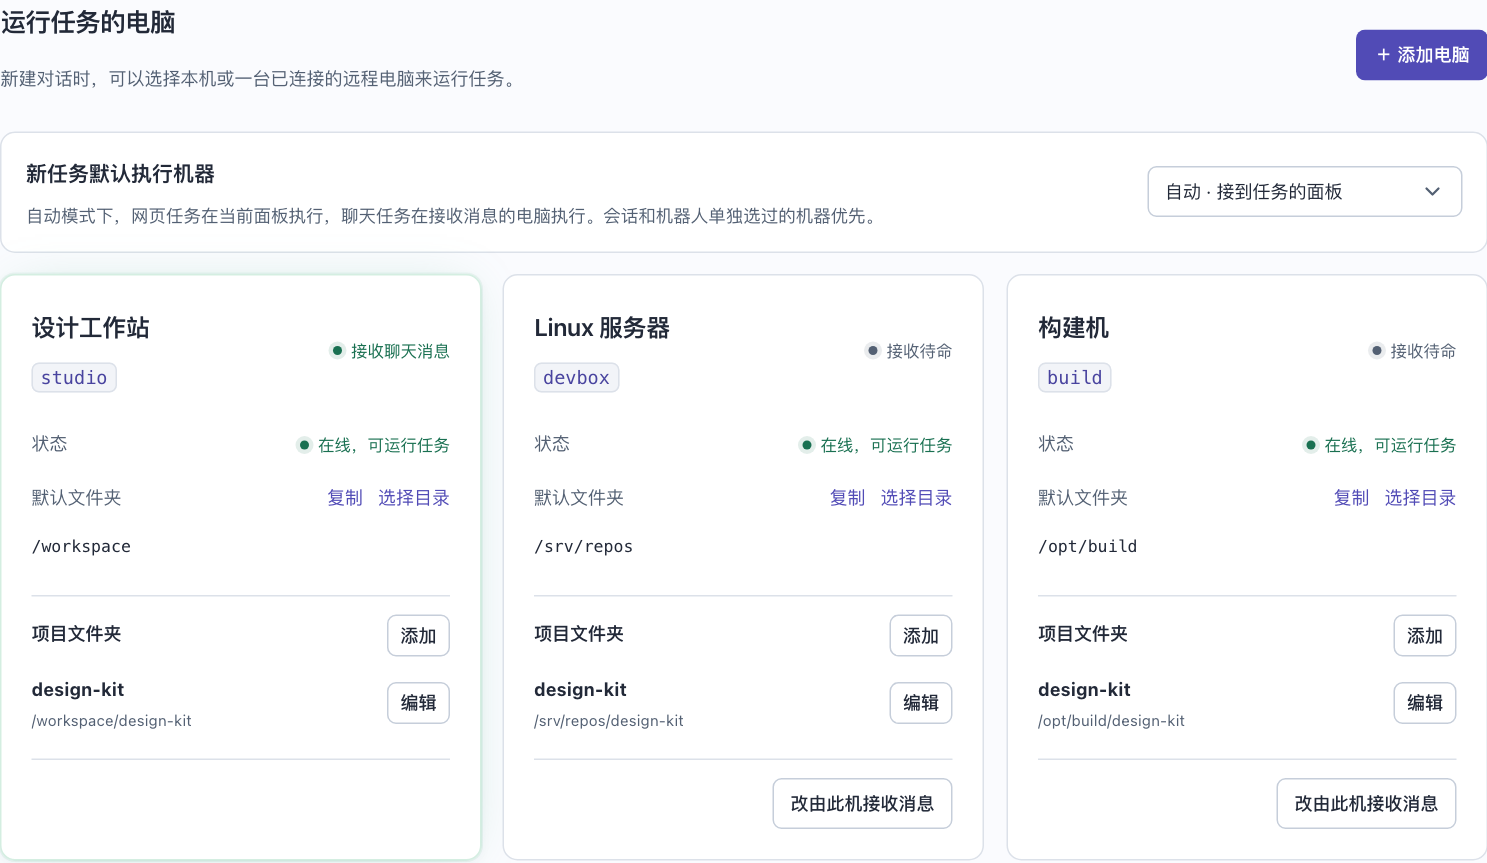 运行任务的电脑
新建对话时，可以选择本机或一台已连接的远程电脑来运行任务。
+ 添加电脑
新任务默认执行机器
自动模式下，网页任务在当前面板执行，聊天任务在接收消息的电脑执行。会话和机器人单独选过的机器优先。
自动 · 接到任务的面板
设计工作站
接收聊天消息
studio
状态
在线，可运行任务
默认文件夹
复制 选择目录
/workspace
项目文件夹
添加
design-kit
/workspace/design-kit
编辑
Linux 服务器
接收待命
devbox
状态
在线，可运行任务
默认文件夹
复制 选择目录
/srv/repos
项目文件夹
添加
design-kit
/srv/repos/design-kit
编辑
改由此机接收消息
构建机
接收待命
build
状态
在线，可运行任务
默认文件夹
复制 选择目录
/opt/build
项目文件夹
添加
design-kit
/opt/build/design-kit
编辑
改由此机接收消息